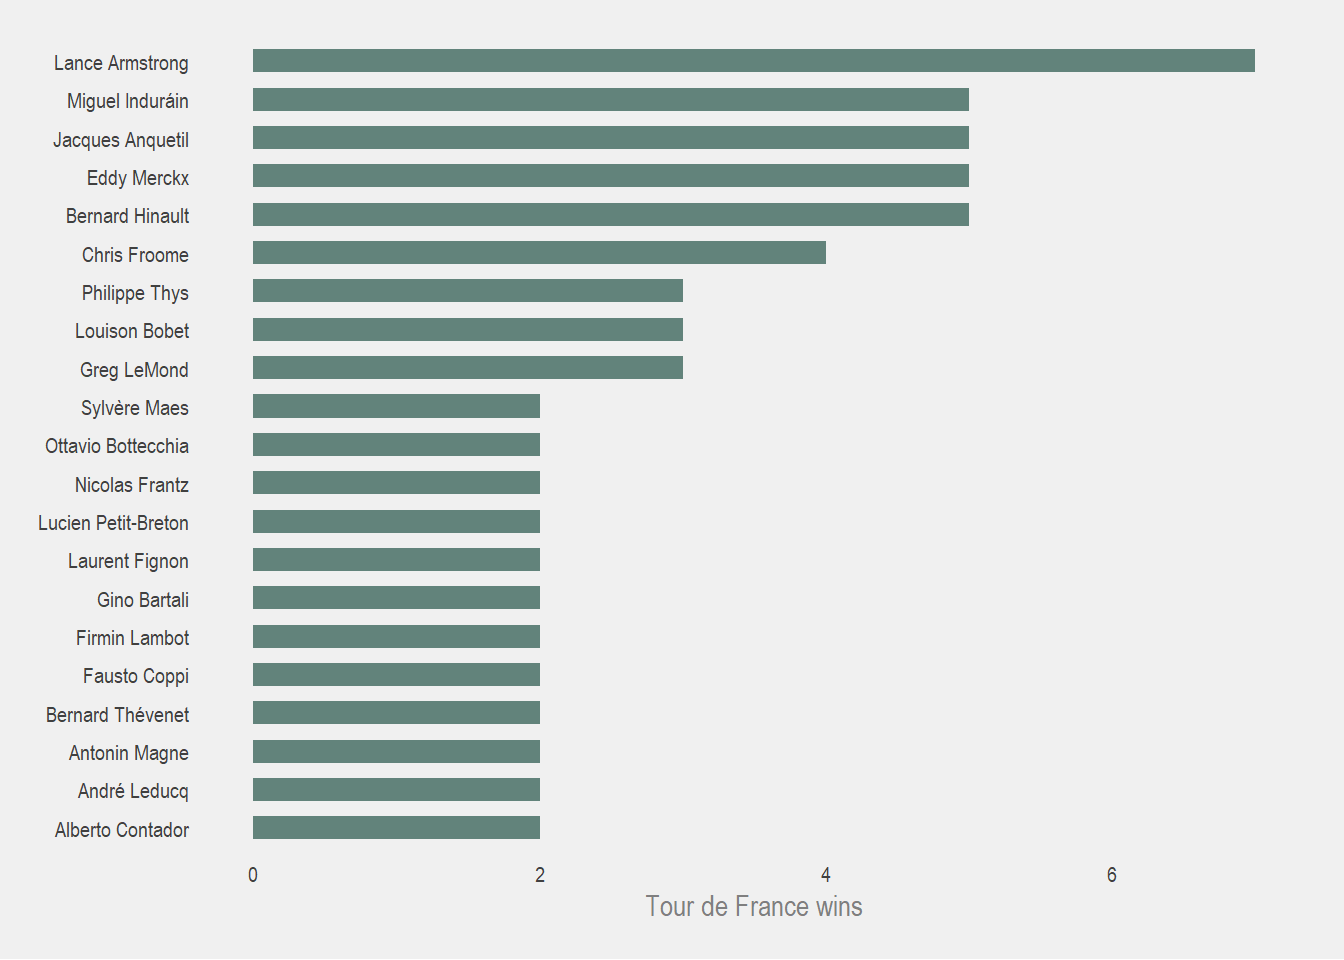 Lance Armstrong
Miguel Induráin
Jacques Anquetil
Eddy Merckx
Bernard Hinault
Chris Froome
Philippe Thys
Louison Bobet
Greg LeMond
Sylvère Maes
Ottavio Bottecchia
Nicolas Frantz
Lucien Petit-Breton
Laurent Fignon
Gino Bartali
Firmin Lambot
Fausto Coppi
Bernard Thévenet
Antonin Magne
André Leducq
Alberto Contador
0 2 4 6
Tour de France wins